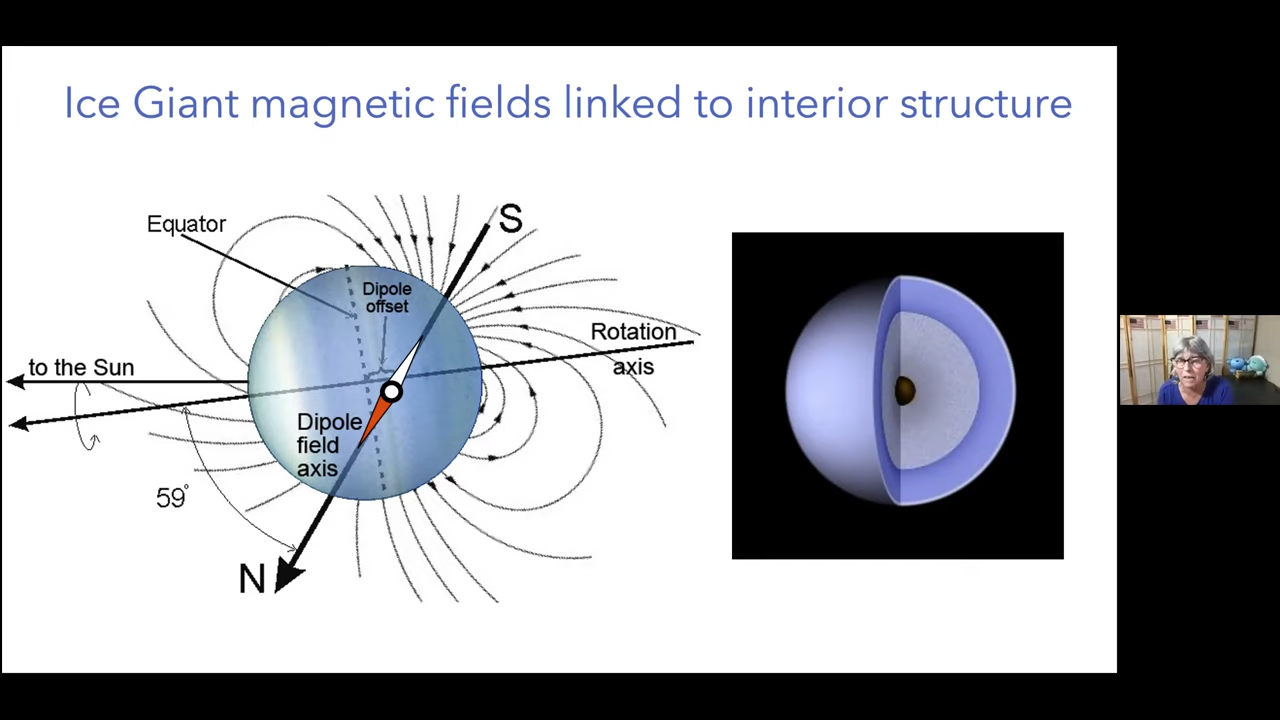 Ice Giant magnetic fields linked to interior structure
Equator
S
Dipole
offset
Rotation
axis
to the Sun
Dipole
field
axis
59°
N